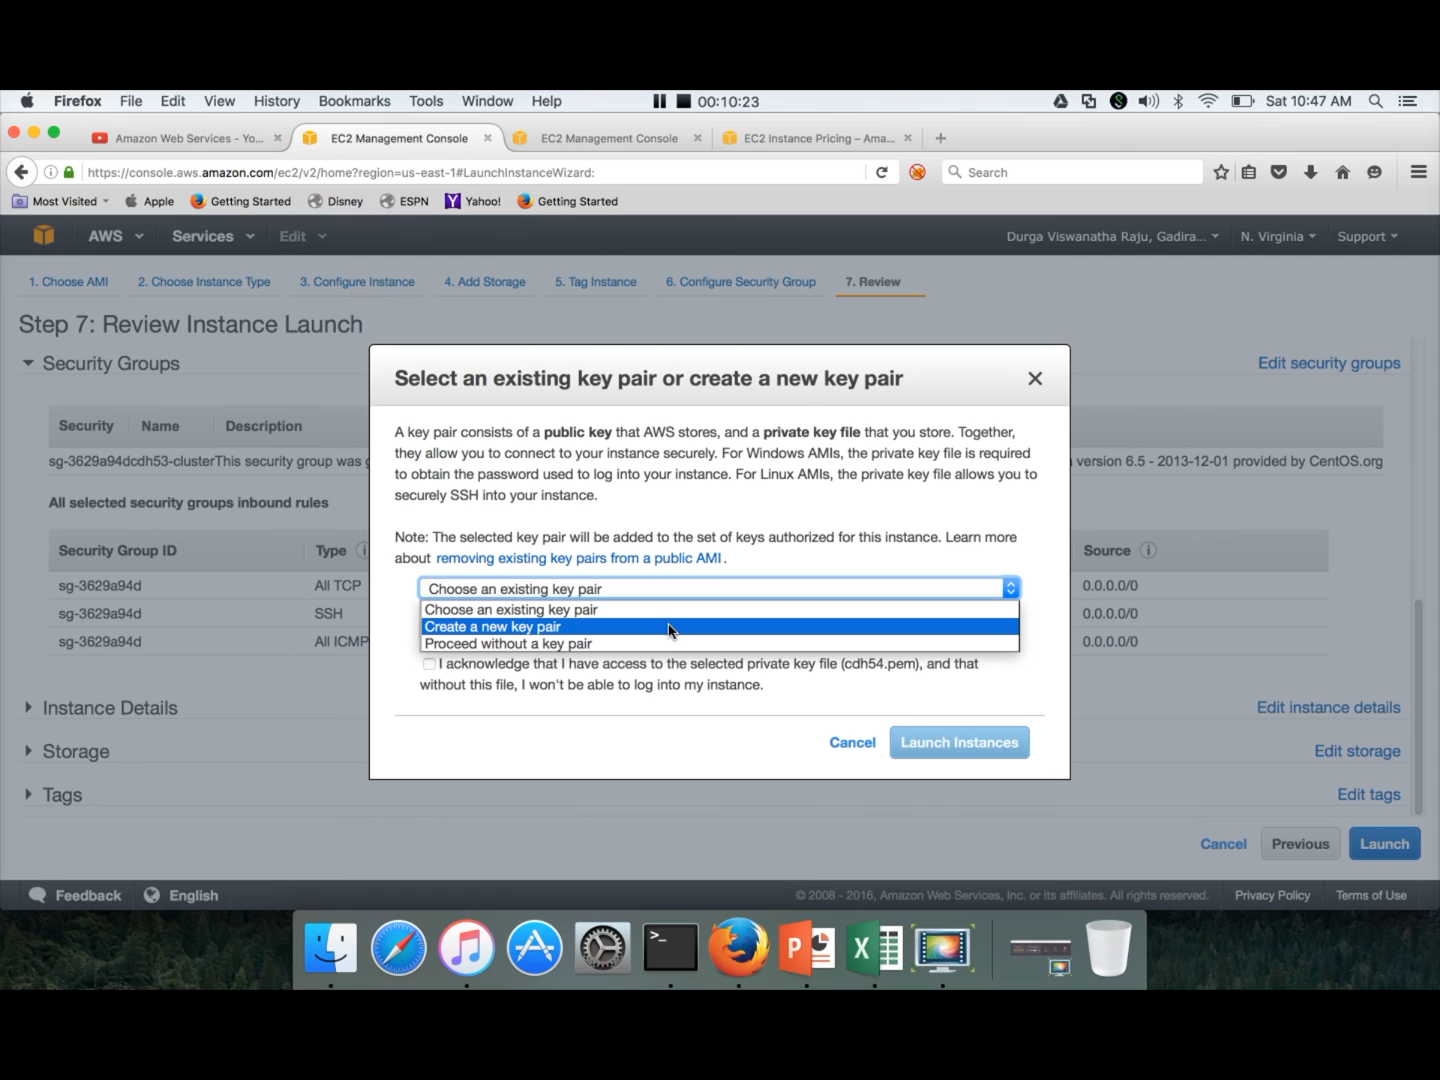 Firefox File Edit View History Bookmarks Tools Window Help 00:10:23 Sat 10:47 AM
Amazon Web Services - Yo... EC2 Management Console EC2 Management Console EC2 Instance Pricing – Ama...
https://console.aws.amazon.com/ec2/v2/home?region=us-east-1#LaunchInstanceWizard: Search
Most Visited Apple Getting Started Disney ESPN Yahoo! Getting Started
AWS Services Edit Durga Viswanatha Raju, Gadira... N. Virginia Support
1. Choose AMI 2. Choose Instance Type 3. Configure Instance 4. Add Storage 5. Tag Instance 6. Configure Security Group 7. Review
Step 7: Review Instance Launch
Security Groups Edit security groups
Security Name Description
sg-3629a94dcdh53-clusterThis security group was g
version 6.5 - 2013-12-01 provided by CentOS.org
All selected security groups inbound rules
Security Group ID Type Source
sg-3629a94d All TCP 0.0.0.0/0
sg-3629a94d SSH 0.0.0.0/0
sg-3629a94d All ICMP 0.0.0.0/0
Instance Details Edit instance details
Storage Edit storage
Tags Edit tags
Select an existing key pair or create a new key pair
A key pair consists of a public key that AWS stores, and a private key file that you store. Together,
they allow you to connect to your instance securely. For Windows AMIs, the private key file is required
to obtain the password used to log into your instance. For Linux AMIs, the private key file allows you to
securely SSH into your instance.
Note: The selected key pair will be added to the set of keys authorized for this instance. Learn more
about removing existing key pairs from a public AMI .
Choose an existing key pair
Choose an existing key pair
Create a new key pair
Proceed without a key pair
I acknowledge that I have access to the selected private key file (cdh54.pem), and that
without this file, I won't be able to log into my instance.
Cancel Launch Instances
Cancel Previous Launch
Feedback English © 2008 - 2016, Amazon Web Services, Inc. or its affiliates. All rights reserved. Privacy Policy Terms of Use